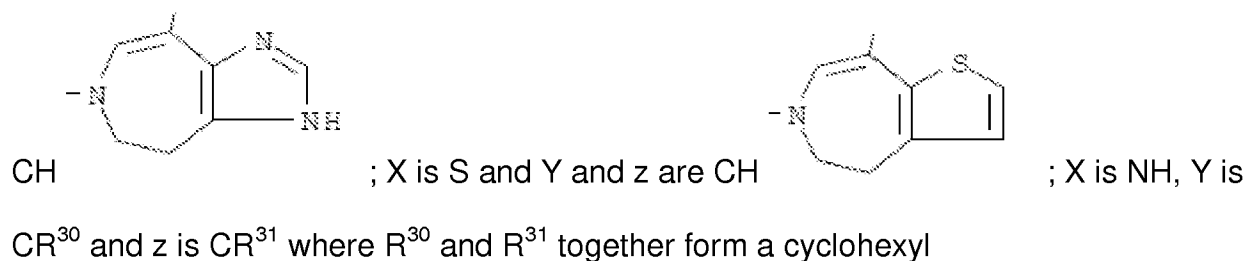 N
S
- N
NH
- N
CH ; X is S and Y and z are CH ; X is NH, Y is
CR³⁰ and z is CR³¹ where R³⁰ and R³¹ together form a cyclohexyl